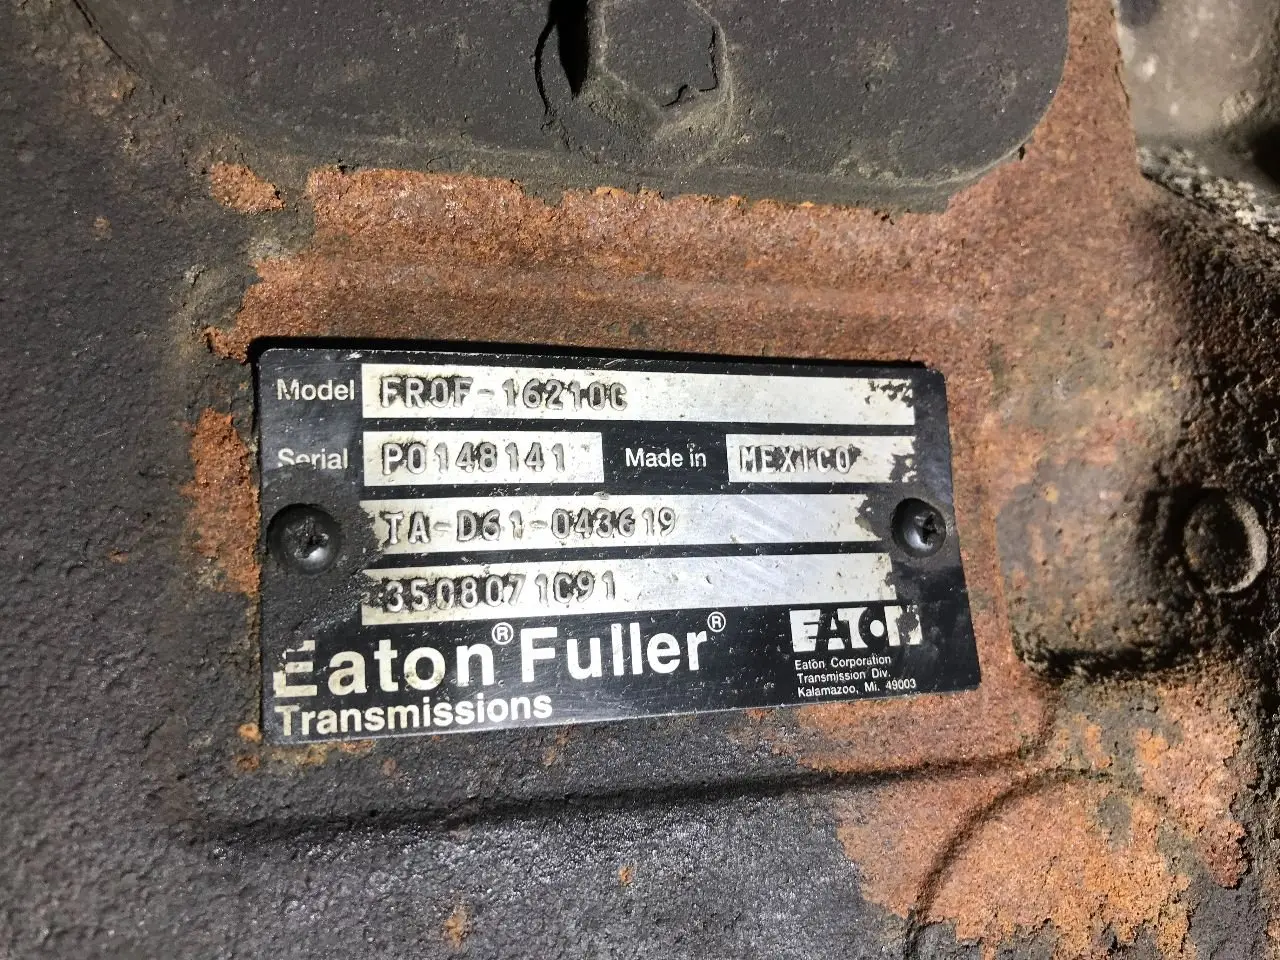 Model FROF-16210C
Serial P0148141 Made in MEXICO
TA-D61-043619
3508071C91
Eaton® Fuller®
Transmissions
EATON
Eaton Corporation
Transmission Div.
Kalamazoo, Mi. 49003